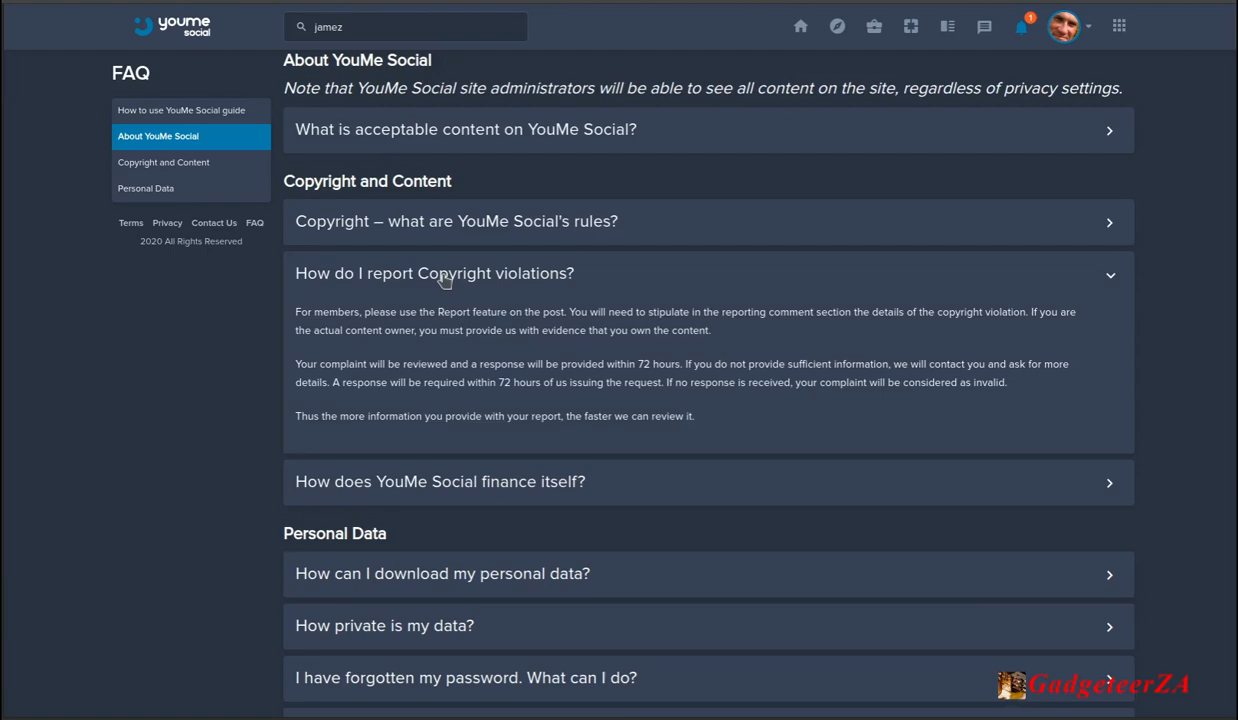 youme
social
jamez
1
FAQ
How to use YouMe Social guide
About YouMe Social
Copyright and Content
Personal Data
Terms Privacy Contact Us FAQ
2020 All Rights Reserved
About YouMe Social
Note that YouMe Social site administrators will be able to see all content on the site, regardless of privacy settings.
What is acceptable content on YouMe Social?
Copyright and Content
Copyright – what are YouMe Social's rules?
How do I report Copyright violations?
For members, please use the Report feature on the post. You will need to stipulate in the reporting comment section the details of the copyright violation. If you are
the actual content owner, you must provide us with evidence that you own the content.
Your complaint will be reviewed and a response will be provided within 72 hours. If you do not provide sufficient information, we will contact you and ask for more
details. A response will be required within 72 hours of us issuing the request. If no response is received, your complaint will be considered as invalid.
Thus the more information you provide with your report, the faster we can review it.
How does YouMe Social finance itself?
Personal Data
How can I download my personal data?
How private is my data?
I have forgotten my password. What can I do?
GadgeteerZA